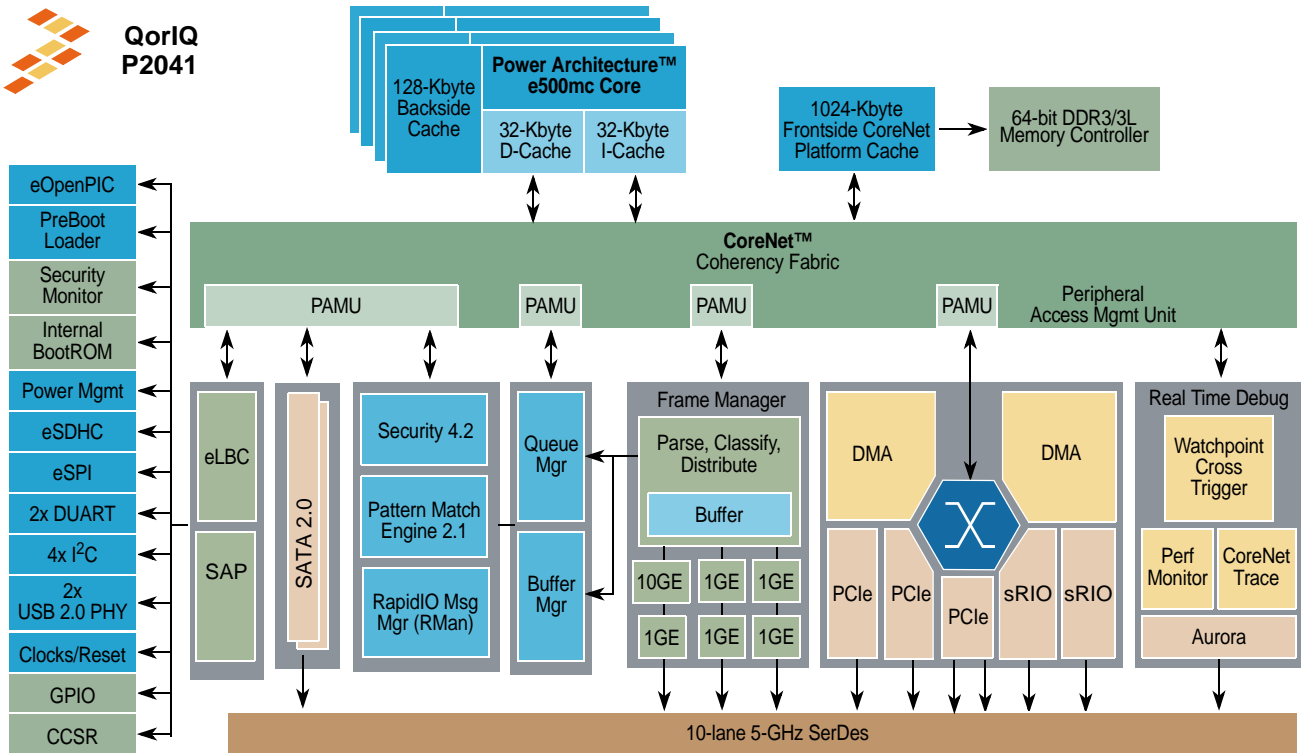 QorIQ
P2041
128-Kbyte
Backside
Cache
Power Architecture™
e500mc Core
32-Kbyte
D-Cache
32-Kbyte
I-Cache
1024-Kbyte
Frontside CoreNet
Platform Cache
64-bit DDR3/3L
Memory Controller
eOpenPIC
PreBoot
Loader
Security
Monitor
Internal
BootROM
Power Mgmt
eSDHC
eSPI
2x DUART
4x I²C
2x
USB 2.0 PHY
Clocks/Reset
GPIO
CCSR
CoreNet™
Coherency Fabric
PAMU
PAMU
PAMU
PAMU
Peripheral
Access Mgmt Unit
eLBC
SAP
SATA 2.0
Security 4.2
Pattern Match
Engine 2.1
RapidIO Msg
Mgr (RMan)
Queue
Mgr
Buffer
Mgr
Frame Manager
Parse, Classify,
Distribute
Buffer
10GE
1GE
1GE
1GE
1GE
1GE
DMA
DMA
PCIe
PCIe
PCIe
sRIO
sRIO
Real Time Debug
Watchpoint
Cross
Trigger
Perf
Monitor
CoreNet
Trace
Aurora
10-lane 5-GHz SerDes